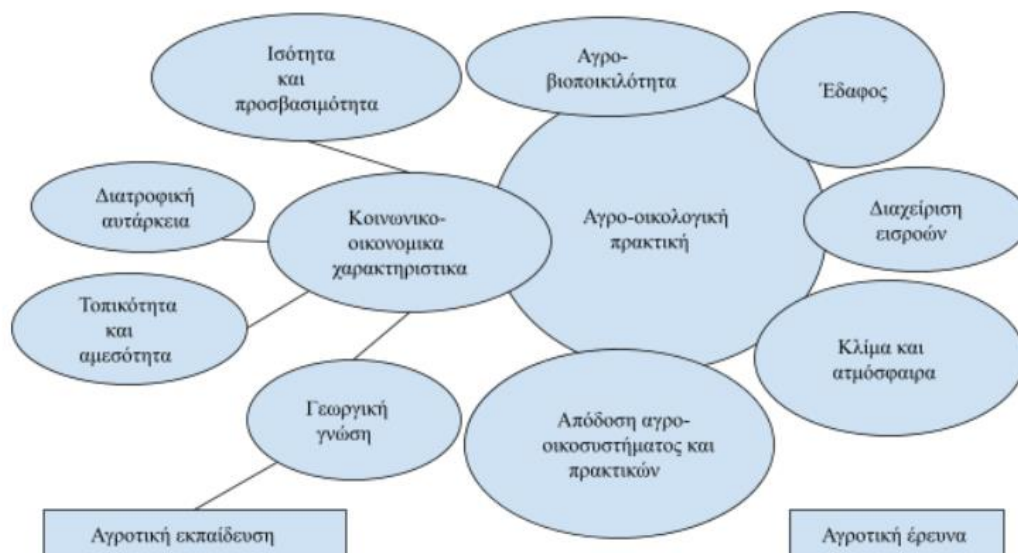 Ισότητα
και
προσβασιμότητα
Αγρο-
βιοποικιλότητα
Έδαφος
Διατροφική
αυτάρκεια
Κοινωνικο-
οικονομικα
χαρακτηριστικα
Αγρο-οικολογική
πρακτική
Διαχείριση
εισροών
Τοπικότητα
και
αμεσότητα
Κλίμα και
ατμόσφαιρα
Γεωργική
γνώση
Απόδοση αγρο-
οικοσυστήματος και
πρακτικών
Αγροτική εκπαίδευση
Αγροτική έρευνα